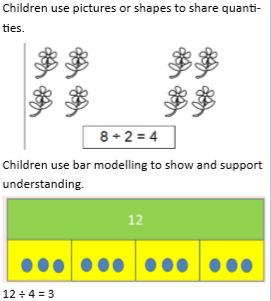 Children use pictures or shapes to share quanti-
ties.
8 ÷ 2 = 4
Children use bar modelling to show and support
understanding.
12
12 ÷ 4 = 3